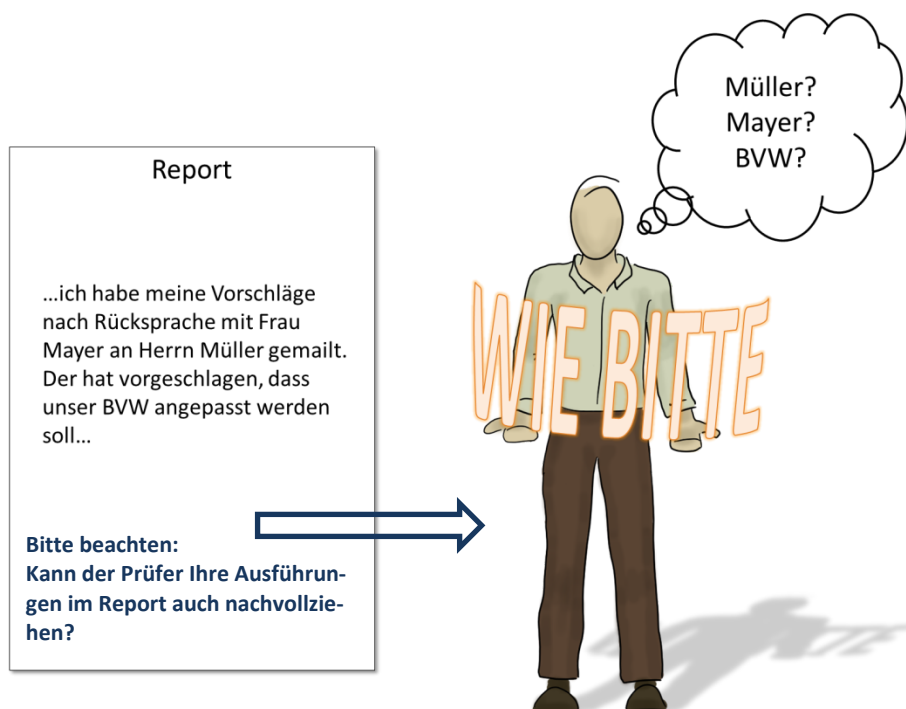 Report
...ich habe meine Vorschläge
nach Rücksprache mit Frau
Mayer an Herrn Müller gemailt.
Der hat vorgeschlagen, dass
unser BVW angepasst werden
soll...
Bitte beachten:
Kann der Prüfer Ihre Ausführun-
gen im Report auch nachvollzie-
hen?
Müller?
Mayer?
BVW?
WIE BITTE